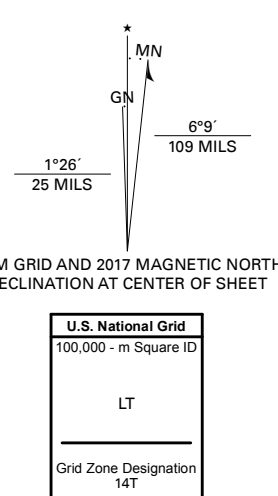 ★
MN
GN
6°9´
109 MILS
1°26´
25 MILS
M GRID AND 2017 MAGNETIC NORTH
ECLINATION AT CENTER OF SHEET
U.S. National Grid
100,000 - m Square ID
LT
Grid Zone Designation
14T